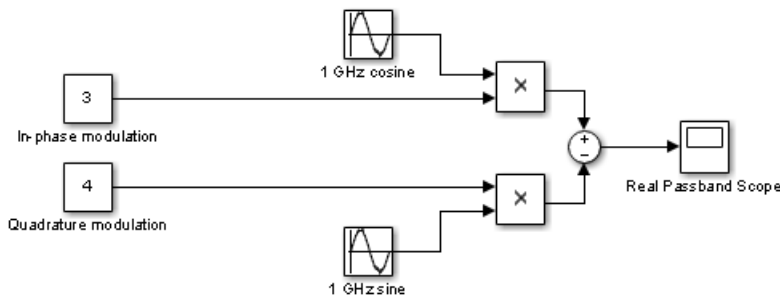 1 GHz cosine
3
×
In-phase modulation
+
−
4
×
Real Passband Scope
Quadrature modulation
1 GHz sine